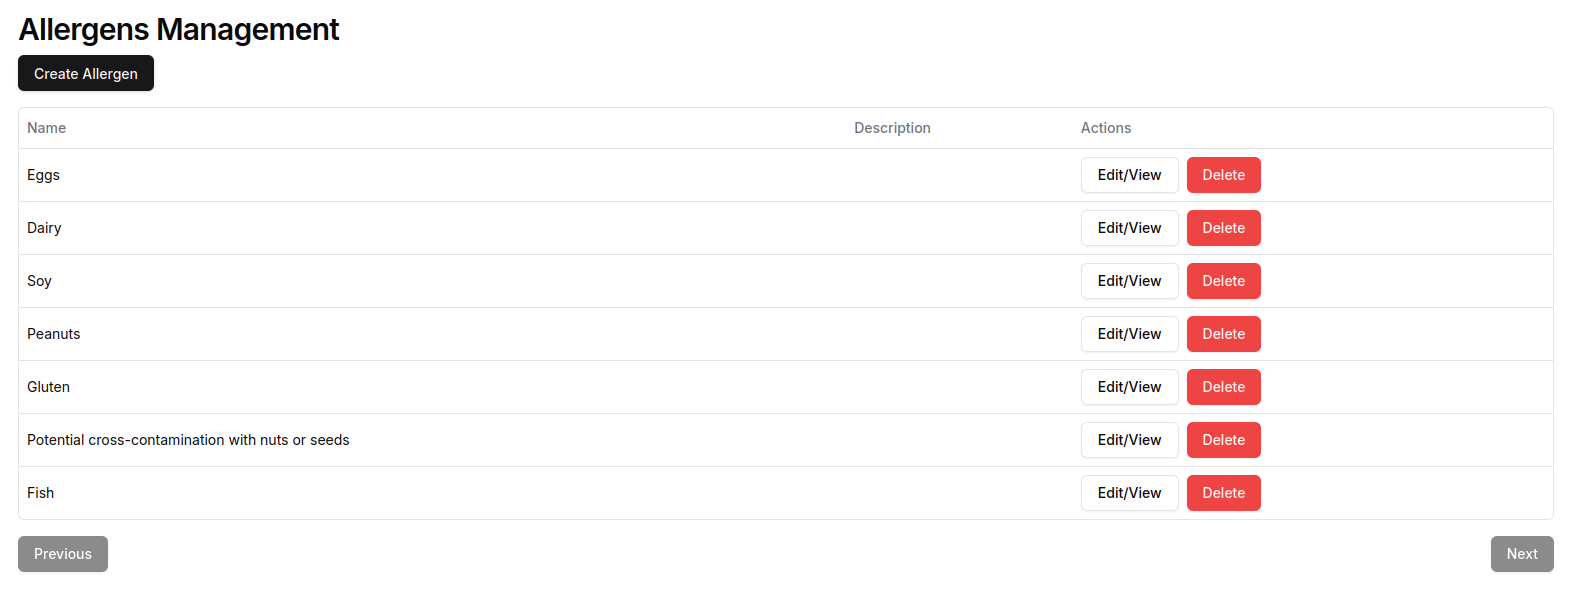 Allergens Management
Create Allergen
Name Description Actions
Eggs Edit/View Delete
Dairy Edit/View Delete
Soy Edit/View Delete
Peanuts Edit/View Delete
Gluten Edit/View Delete
Potential cross-contamination with nuts or seeds Edit/View Delete
Fish Edit/View Delete
Previous Next